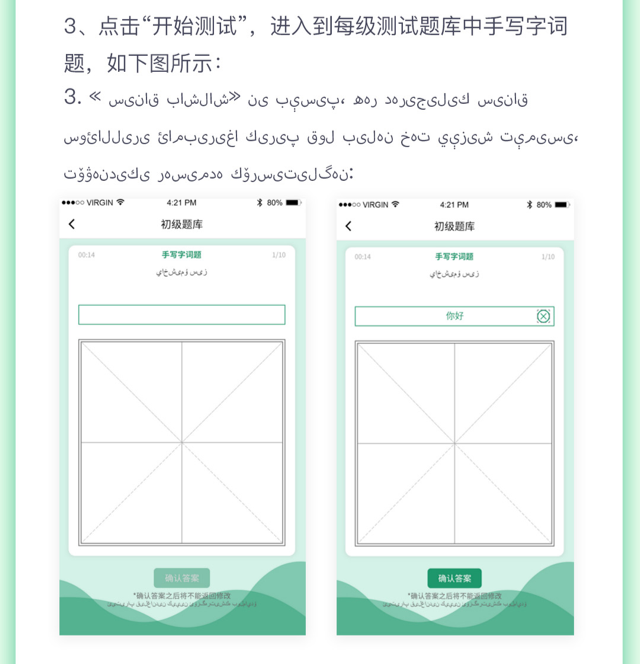 3、点击“开始测试”，进入到每级测试题库中手写字词
题，如下图所示：
3. « سىناق باشلاش» نى بېسىپ، ھەر دەرىجىلىك سىناق
سوئاللىرى ئامبىرىغا كىرىپ قول بىلەن خەت يېزىش تېمىسى،
تۆۋەندىكى رەسىمدە كۆرسىتىلگەن:
VIRGIN 4:21 PM 80%
初级题库
00:14 手写字词题 1/10
ياخشىمۇ سىز
确认答案
*确认答案之后将不能返回修改
VIRGIN 4:21 PM 80%
初级题库
00:14 手写字词题 1/10
ياخشىمۇ سىز
你好
确认答案
*确认答案之后将不能返回修改